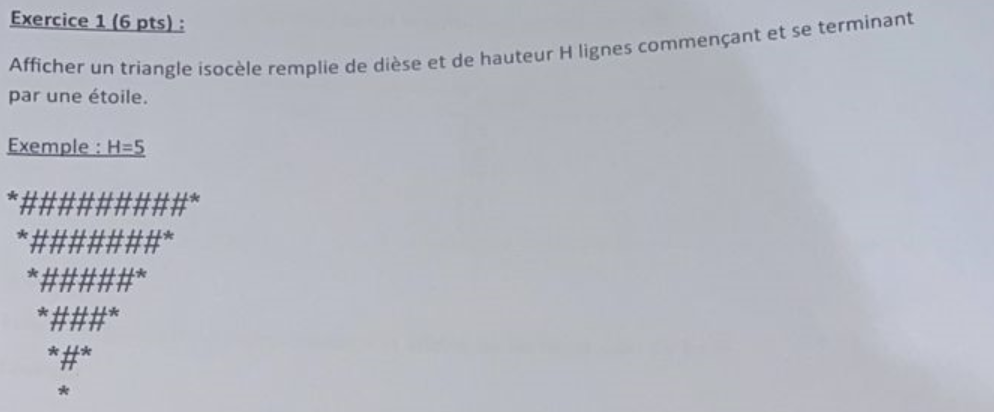 Exercice 1 (6 pts) :
Afficher un triangle isocèle remplie de dièse et de hauteur H lignes commençant et se terminant
par une étoile.
Exemple : H=5
*#########*
*#######*
*#####*
*###*
*#*
*